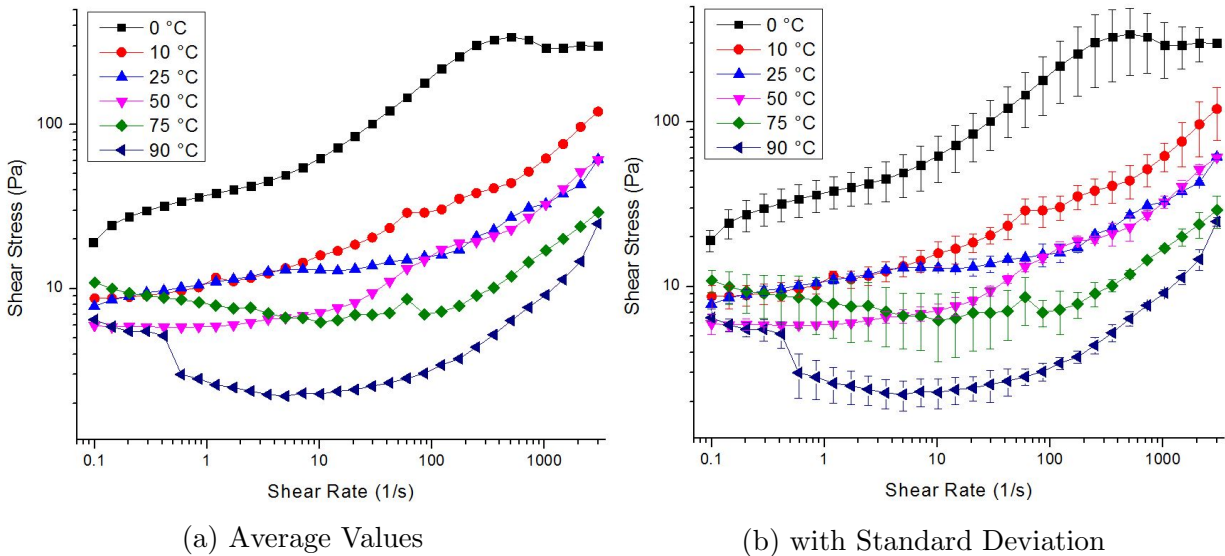 0 °C
10 °C
25 °C
50 °C
75 °C
90 °C
100
10
Shear Stress (Pa)
0.1 1 10 100 1000
Shear Rate (1/s)
(a) Average Values
0 °C
10 °C
25 °C
50 °C
75 °C
90 °C
100
10
Shear Stress (Pa)
0.1 1 10 100 1000
Shear Rate (1/s)
(b) with Standard Deviation